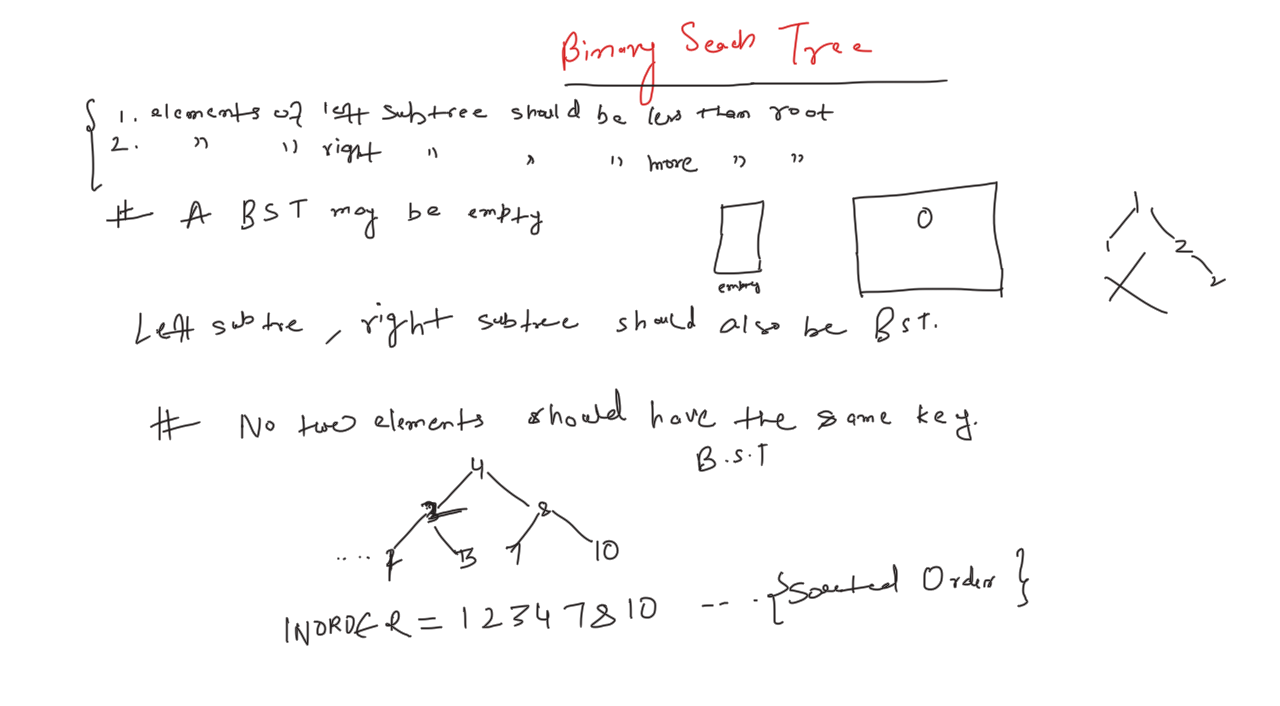 Binary Seach Tree
1. elements of left subtree should be less than root
2. " " right " " " more " "
# A BST may be empty
0
empty
1
1 2
2
Left subtre, right subtree should also be BST.
# No two elements should have the same key.
B.S.T
4
2 8
.... 1 3 7 10
INORDER = 1 2 3 4 7 8 10 -- . {Sorted Order}